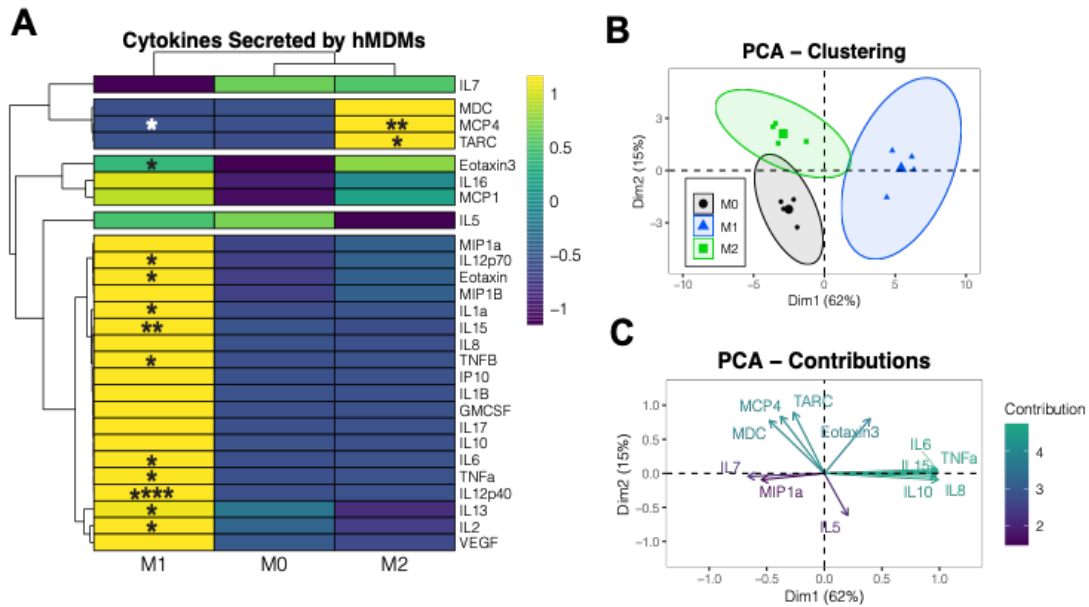 A
Cytokines Secreted by hMDMs
IL7
MDC
MCP4
*
**
TARC
*
Eotaxin3
*
IL16
MCP1
IL5
MIP1a
IL12p70
*
Eotaxin
*
MIP1B
IL1a
*
IL15
**
IL8
TNFB
*
IP10
IL1B
GMCSF
IL17
IL10
IL6
*
TNFa
*
IL12p40
****
IL13
*
IL2
*
VEGF
M1 M0 M2
1
0.5
0
−0.5
−1
B
PCA – Clustering
Dim2 (15%)
3
0
−3
M0
M1
M2
−10 −5 0 5 10
Dim1 (62%)
C
PCA – Contributions
Dim2 (15%)
1.0
0.5
0.0
−0.5
−1.0
MCP4 TARC
MDC Eotaxin3
IL6
IL7 IL15 TNFa
MIP1a IL10 IL8
IL5
−1.0 −0.5 0.0 0.5 1.0
Dim1 (62%)
Contribution
4
3
2